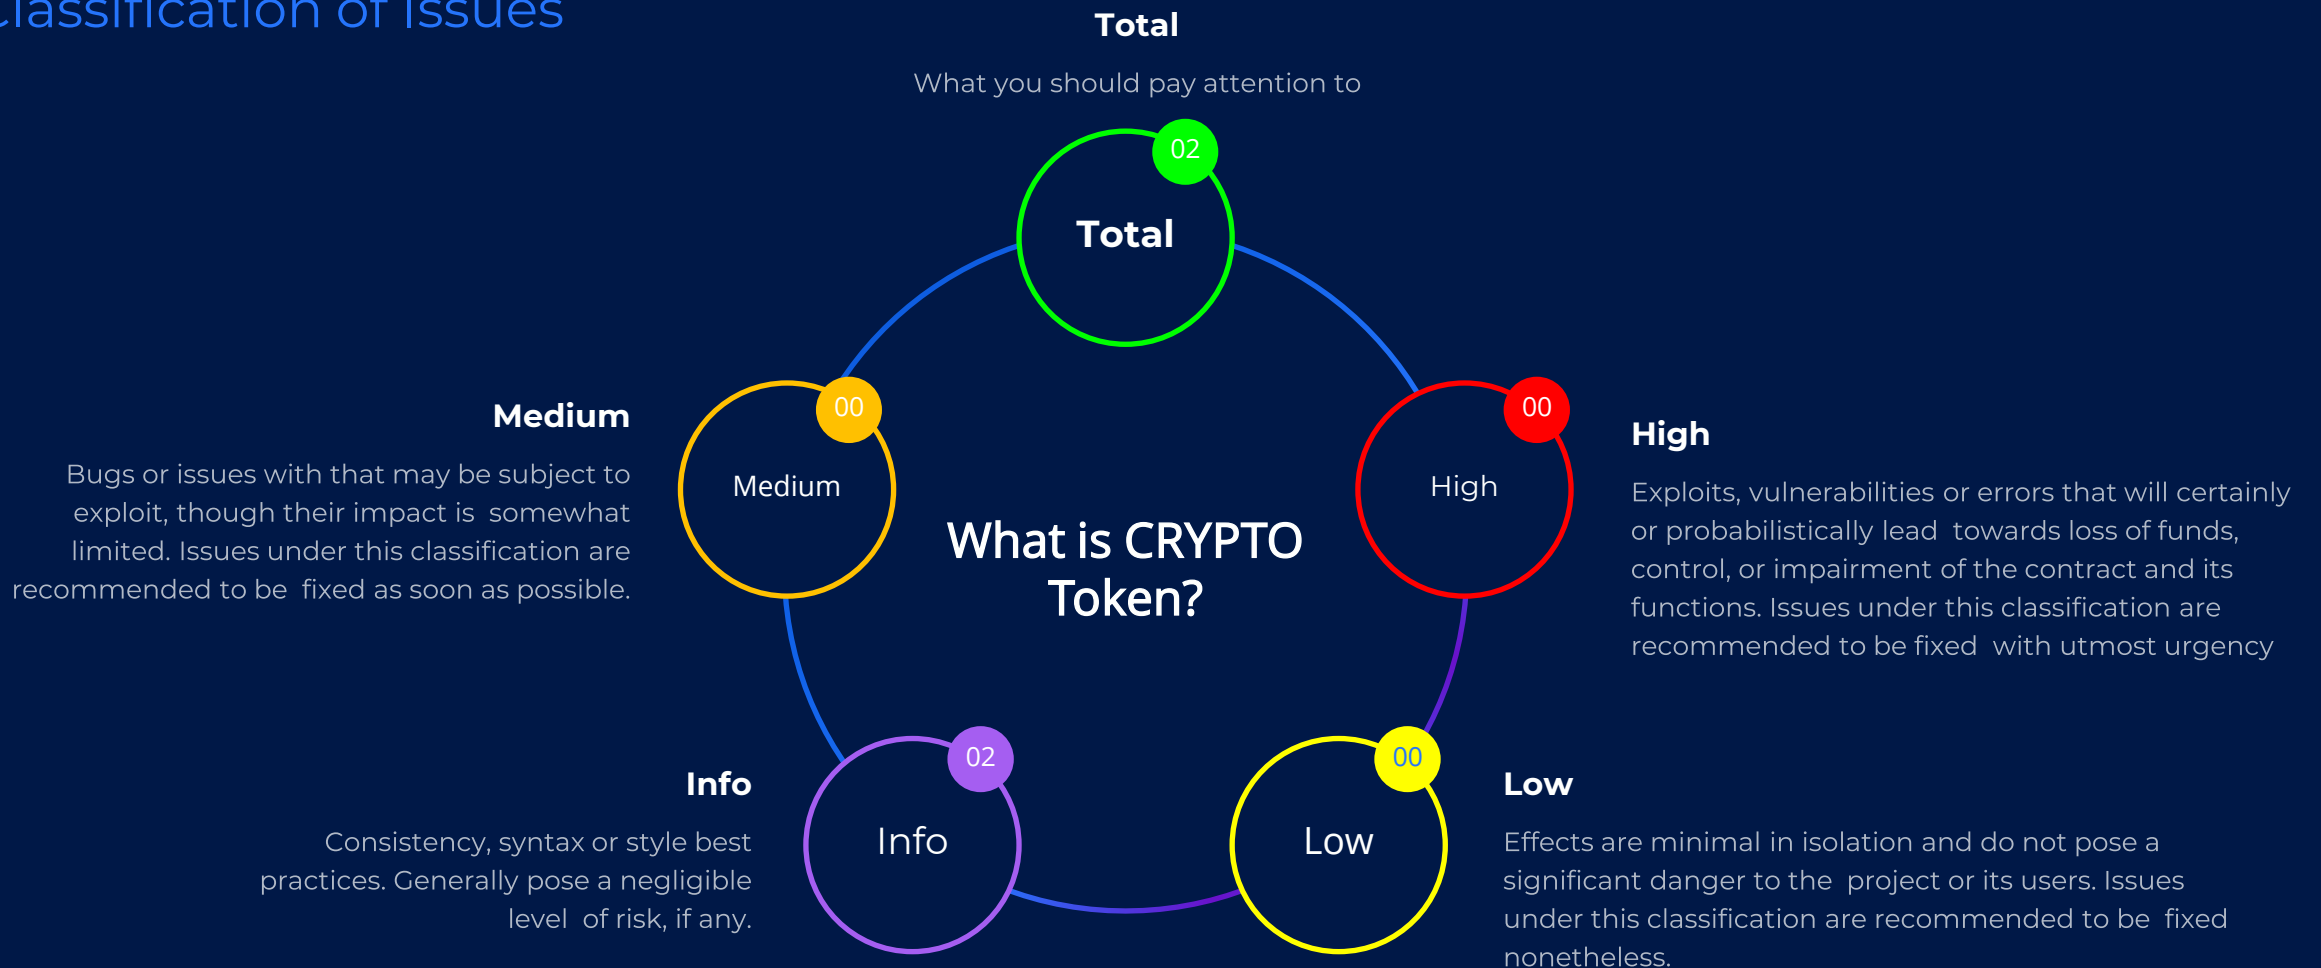 Classification of Issues
Total
What you should pay attention to
02
Total
Medium
Bugs or issues with that may be subject to
exploit, though their impact is somewhat
limited. Issues under this classification are
recommended to be fixed as soon as possible.
00
Medium
00
High
High
Exploits, vulnerabilities or errors that will certainly
or probabilistically lead towards loss of funds,
control, or impairment of the contract and its
functions. Issues under this classification are
recommended to be fixed with utmost urgency
What is CRYPTO
Token?
Info
Consistency, syntax or style best
practices. Generally pose a negligible
level of risk, if any.
02
Info
00
Low
Low
Effects are minimal in isolation and do not pose a
significant danger to the project or its users. Issues
under this classification are recommended to be fixed
nonetheless.